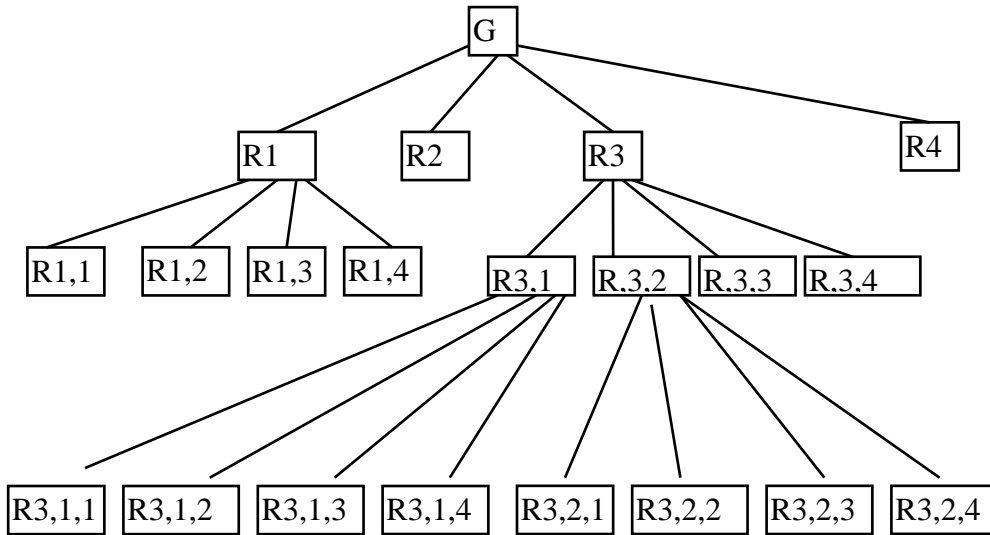 G
R1
R2
R3
R4
R1,1
R1,2
R1,3
R1,4
R3,1
R,3,2
R,3,3
R,3,4
R3,1,1
R3,1,2
R3,1,3
R3,1,4
R3,2,1
R3,2,2
R3,2,3
R3,2,4